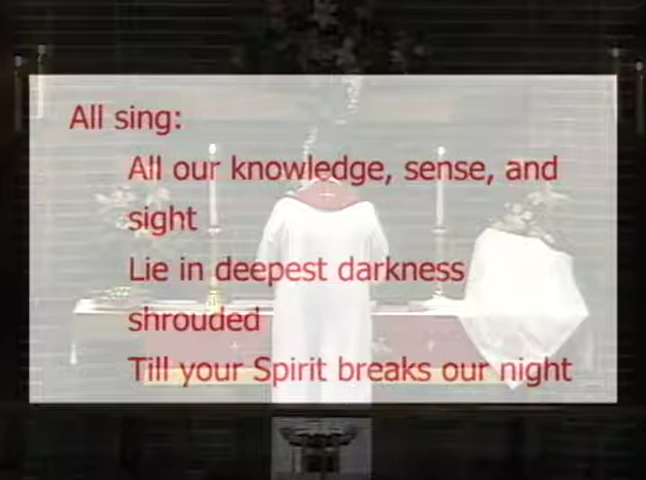 All sing:
All our knowledge, sense, and
sight
Lie in deepest darkness
shrouded
Till your Spirit breaks our night